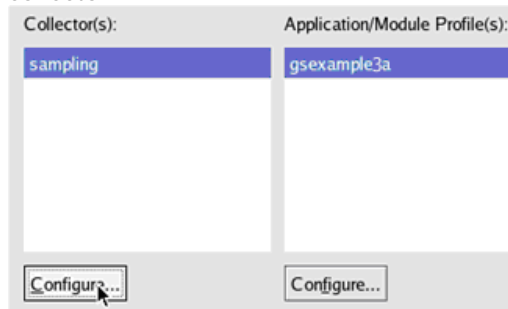 Collector(s):
Application/Module Profile(s):
sampling
gsexample3a
Configure...
Configure...